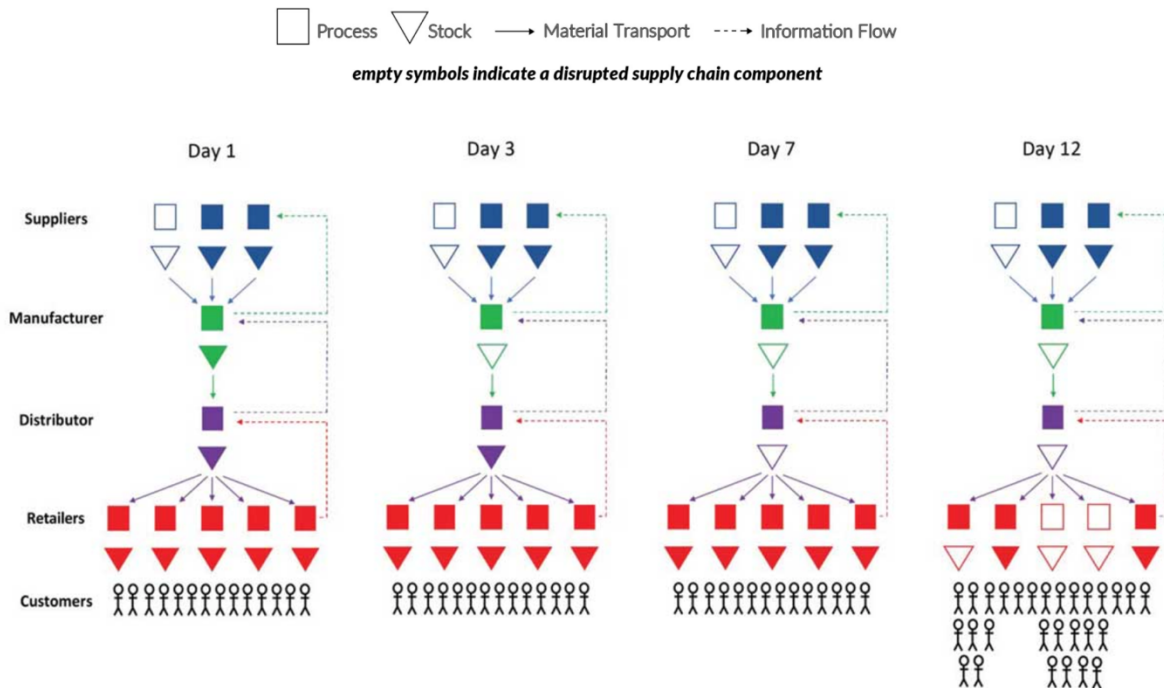 Process Stock Material Transport Information Flow
empty symbols indicate a disrupted supply chain component
Day 1 Day 3 Day 7 Day 12
Suppliers
Manufacturer
Distributor
Retailers
Customers